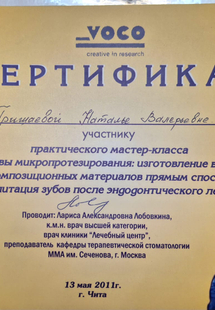 VOCO
creative in research
ЕРТИФИКА
Гришаевой Наталье Валерьевне
участнику
практического мастер-класса
вы микропротезирования: изготовление в
композиционных материалов прямым спос
литация зубов после эндодонтического ле
Проводит: Лариса Александровна Лобовкина,
к.м.н. врач высшей категории,
врач клиники "Лечебный центр",
преподаватель кафедры терапевтической стоматологии
ММА им. Сеченова, г. Москва
13 мая 2011г.
г. Чита